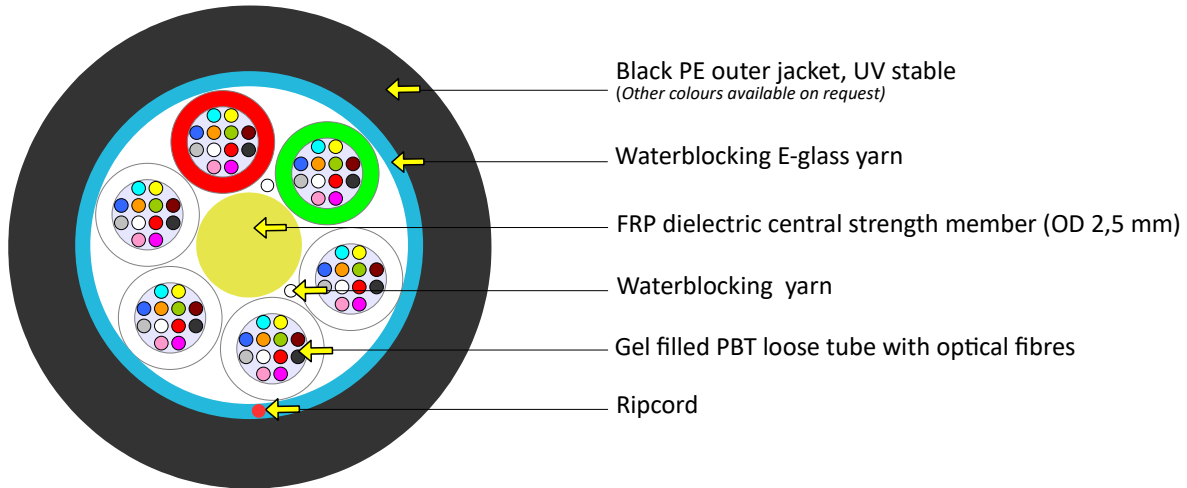 Black PE outer jacket, UV stable
(Other colours available on request)
Waterblocking E-glass yarn
FRP dielectric central strength member (OD 2,5 mm)
Waterblocking  yarn
Gel filled PBT loose tube with optical fibres
Ripcord